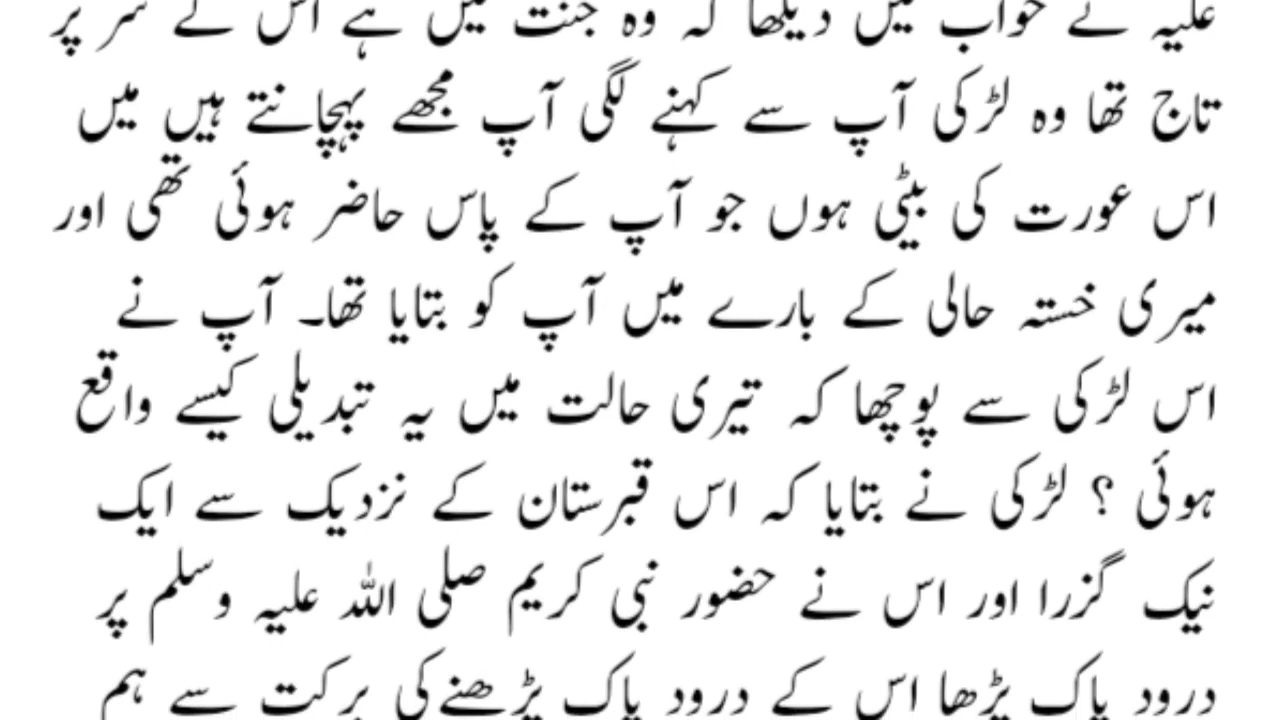 علیہ نے خواب میں دیکھا کہ وہ جنت میں ہے اس کے سر پر
تاج تھا وہ لڑکی آپ سے کہنے لگی آپ مجھے پہچانتے ہیں میں
اس عورت کی بیٹی ہوں جو آپ کے پاس حاضر ہوئی تھی اور
میری خستہ حالی کے بارے میں آپ کو بتایا تھا۔ آپ نے
اس لڑکی سے پوچھا کہ تیری حالت میں یہ تبدیلی کیسے واقع
ہوئی ؟ لڑکی نے بتایا کہ اس قبرستان کے نزدیک سے ایک
نیک گزرا اور اس نے حضور نبی کریم صلی اللہ علیہ وسلم پر
درود پاک پڑھا اس کے درود پاک پڑھنے کی برکت سے ہم